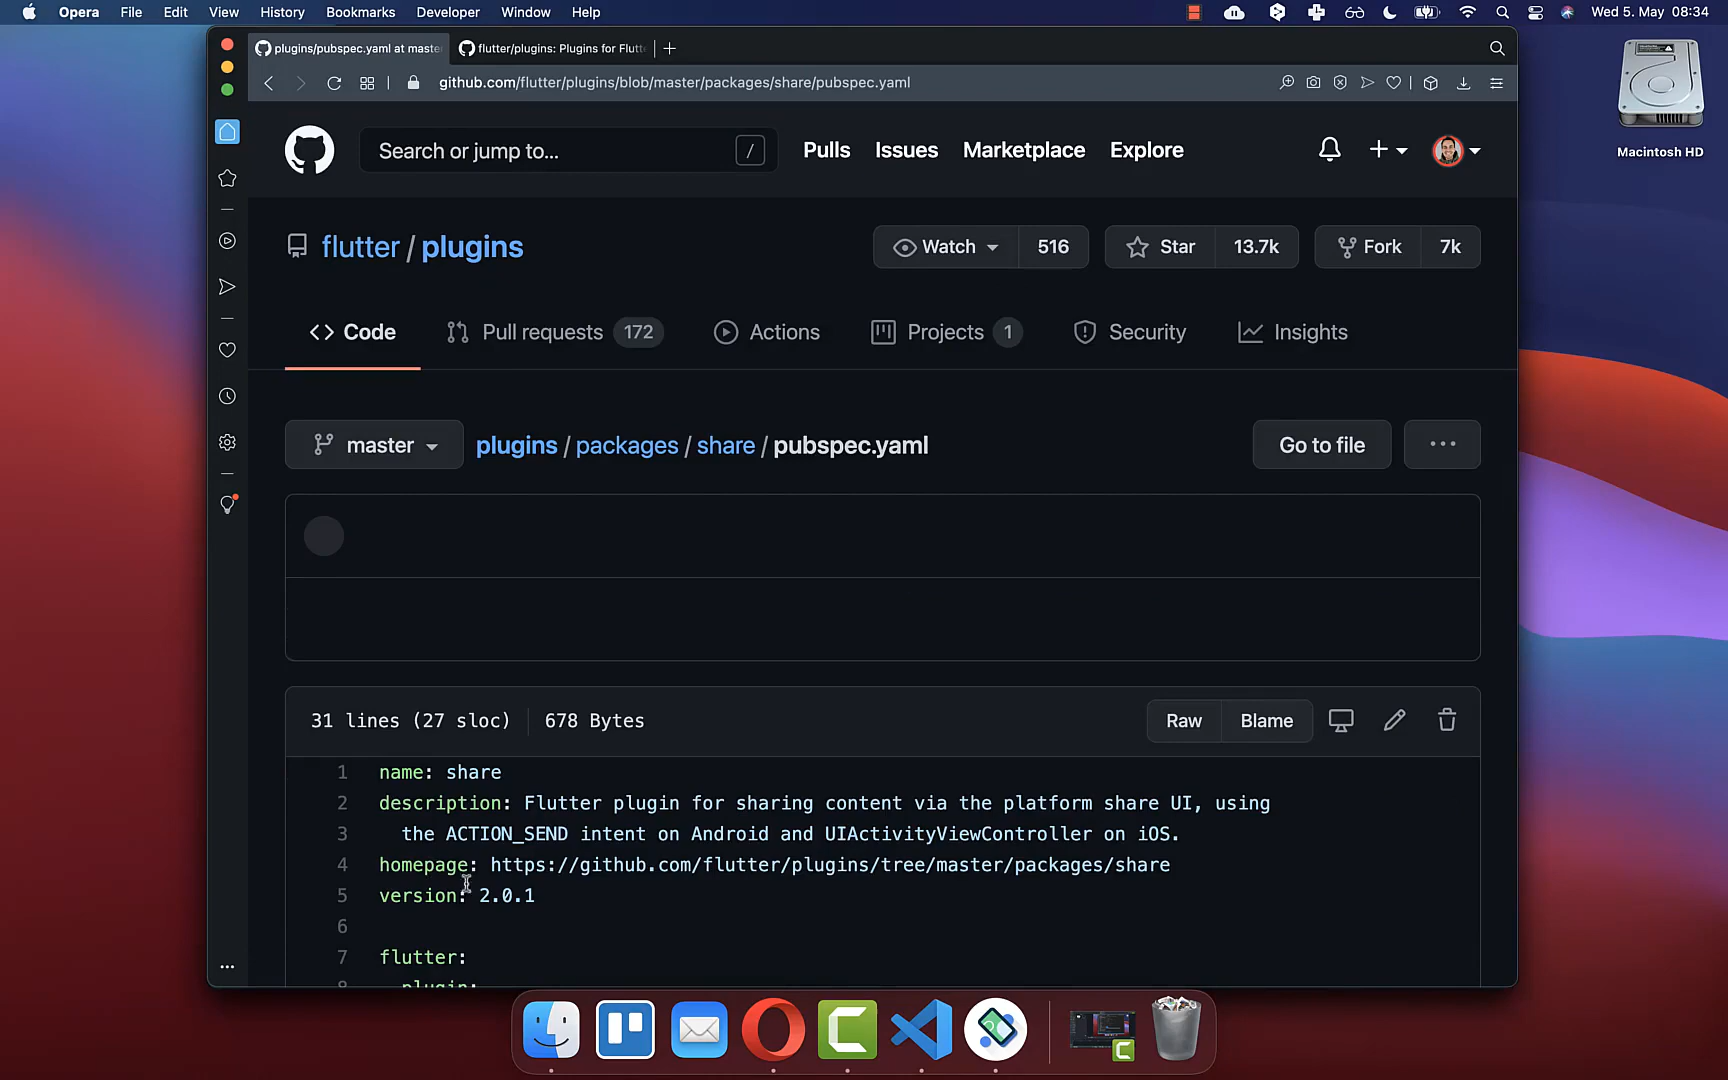 Opera File Edit View History Bookmarks Developer Window Help Wed 5. May 08:34
plugins/pubspec.yaml at maste
flutter/plugins: Plugins for Flutt
github.com/flutter/plugins/blob/master/packages/share/pubspec.yaml
Macintosh HD
Search or jump to... /
Pulls Issues Marketplace Explore
flutter / plugins
Watch 516 Star 13.7k Fork 7k
Code Pull requests 172 Actions Projects 1 Security Insights
master plugins / packages / share / pubspec.yaml Go to file ...
31 lines (27 sloc) 678 Bytes Raw Blame
1 name: share
2 description: Flutter plugin for sharing content via the platform share UI, using
3 the ACTION_SEND intent on Android and UIActivityViewController on iOS.
4 homepage: https://github.com/flutter/plugins/tree/master/packages/share
5 version: 2.0.1
6
7 flutter:
8 plugin: